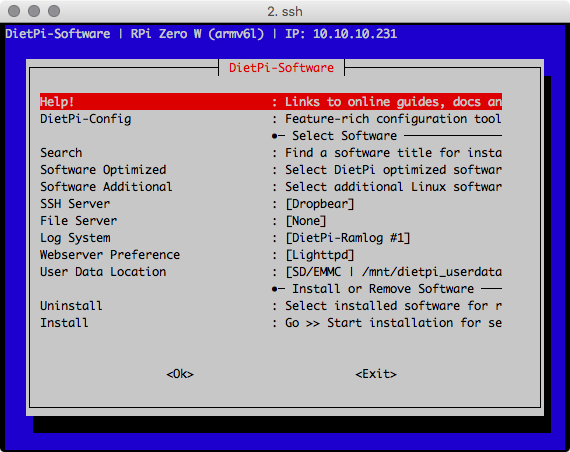 2. ssh
DietPi-Software | RPi Zero W (armv6l) | IP: 10.10.10.231
DietPi-Software
Help! : Links to online guides, docs an
DietPi-Config : Feature-rich configuration tool
●─ Select Software
Search : Find a software title for insta
Software Optimized : Select DietPi optimized softwar
Software Additional : Select additional Linux softwar
SSH Server : [Dropbear]
File Server : [None]
Log System : [DietPi-Ramlog #1]
Webserver Preference : [Lighttpd]
User Data Location : [SD/EMMC | /mnt/dietpi_userdata
●─ Install or Remove Software
Uninstall : Select installed software for r
Install : Go >> Start installation for se
<Ok> <Exit>